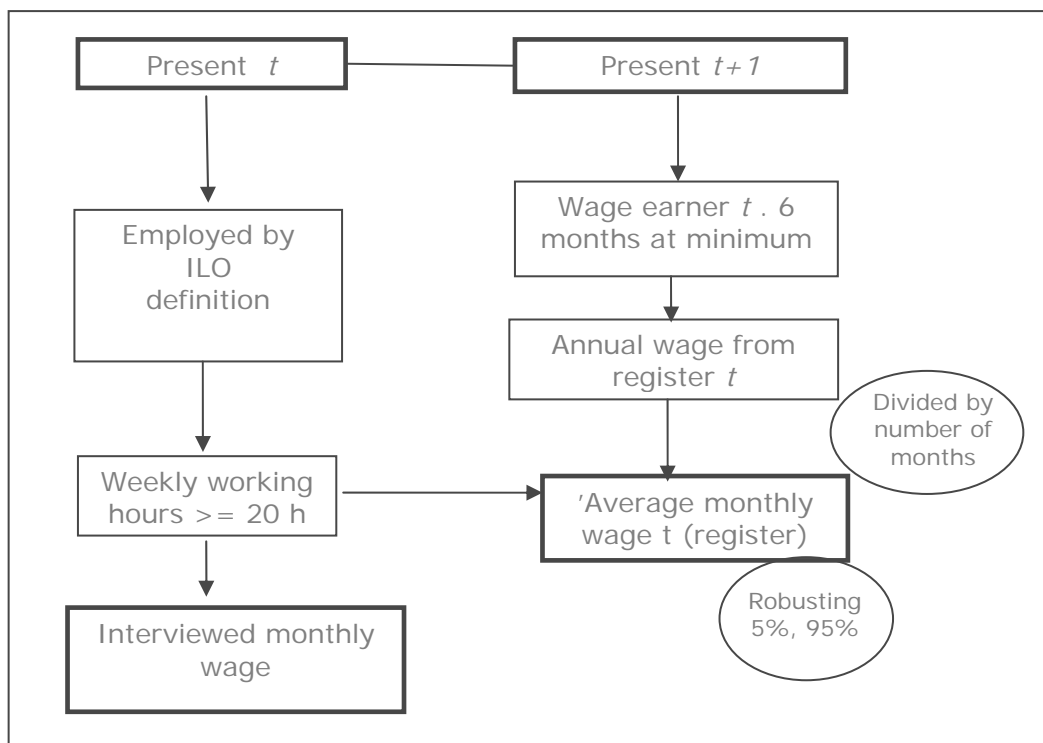 Present t
Present t+1
Employed by
ILO
definition
Wage earner t . 6
months at minimum
Annual wage from
register t
Divided by
number of
months
Weekly working
hours >= 20 h
’Average monthly
wage t (register)
Robusting
5%, 95%
Interviewed monthly
wage